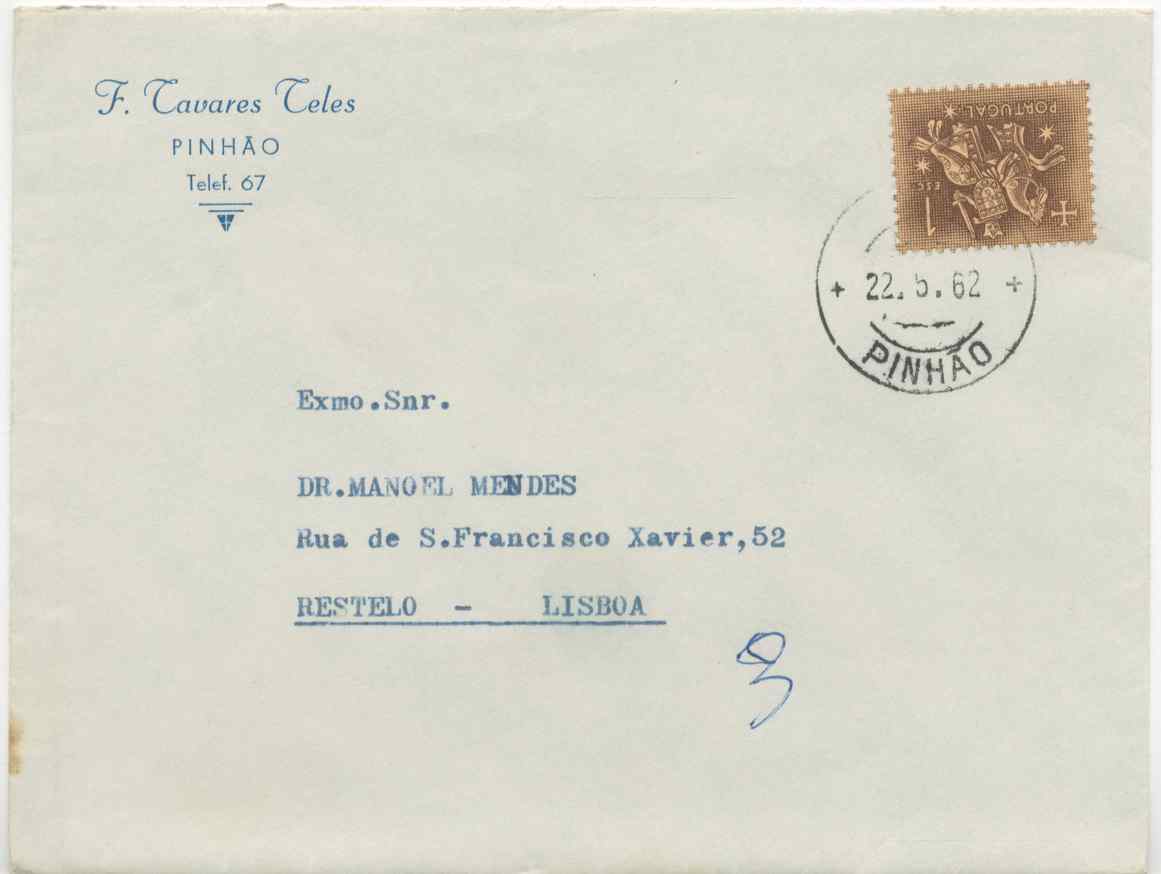 F. Tavares Teles
PINHÃO
Telef. 67
PORTUGAL
1 ESC.
22. 5. 62
PINHÃO
Exmo.Snr.
DR.MANOEL MENDES
Rua de S.Francisco Xavier,52
RESTELO - LISBOA